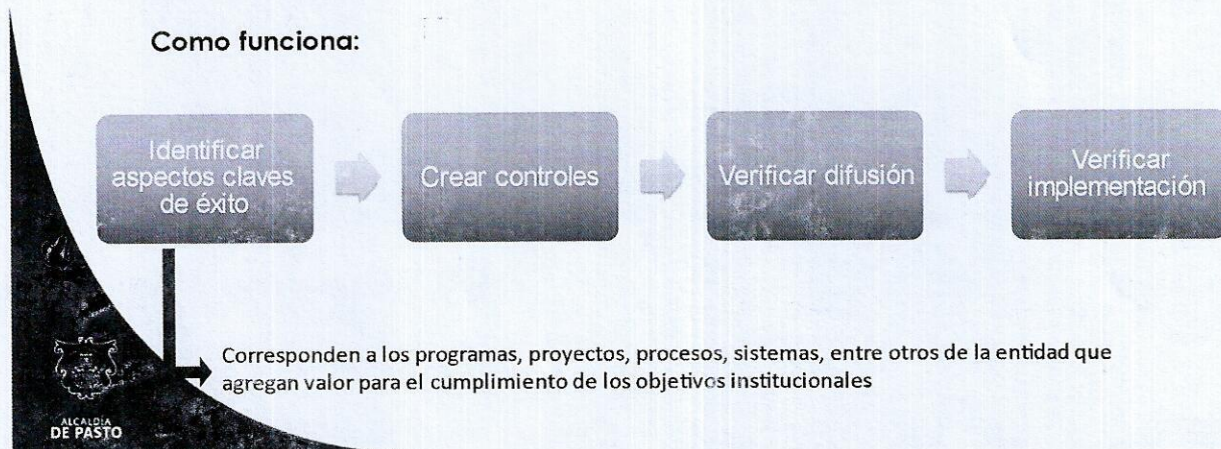 Como funciona:
Identificar
aspectos claves
de éxito
Crear controles
Verificar difusión
Verificar
implementación
Corresponden a los programas, proyectos, procesos, sistemas, entre otros de la entidad que
agregan valor para el cumplimiento de los objetivos institucionales
ALCALDÍA
DE PASTO